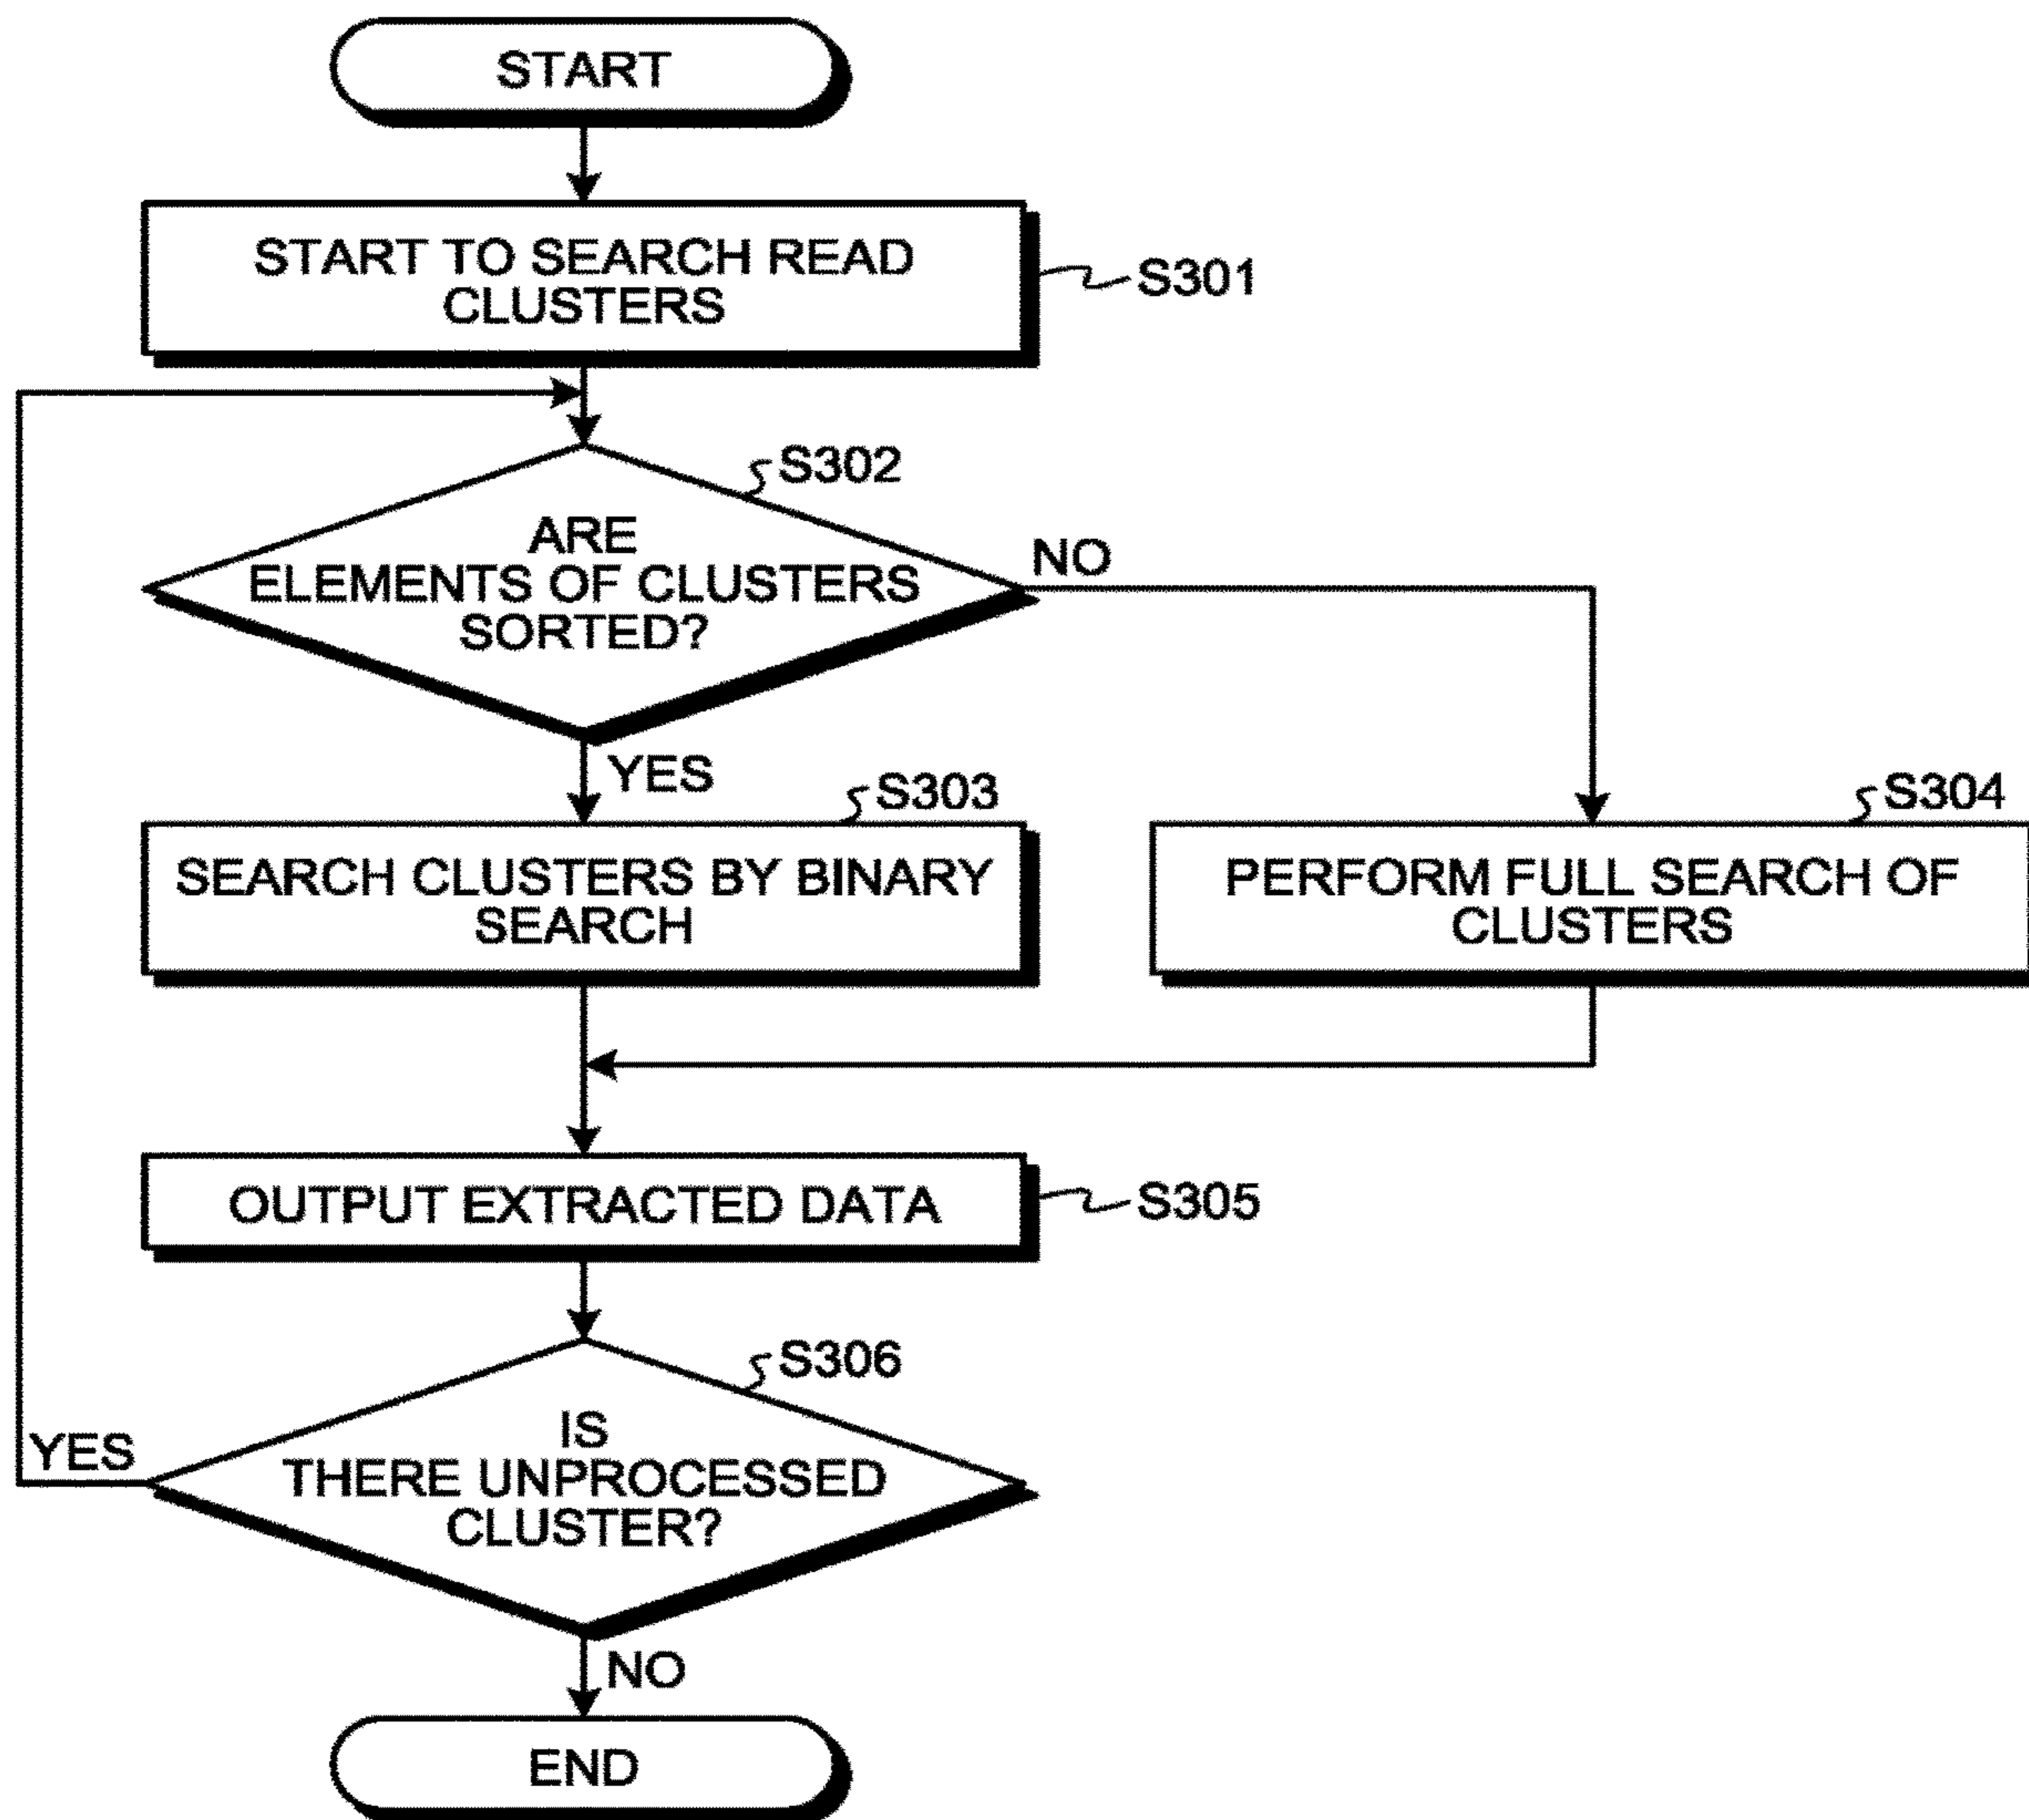 START
START TO SEARCH READ
CLUSTERS
S301
S302
ARE
ELEMENTS OF CLUSTERS
SORTED?
NO
YES
S303
SEARCH CLUSTERS BY BINARY
SEARCH
S304
PERFORM FULL SEARCH OF
CLUSTERS
OUTPUT EXTRACTED DATA
S305
S306
IS
THERE UNPROCESSED
CLUSTER?
YES
NO
END